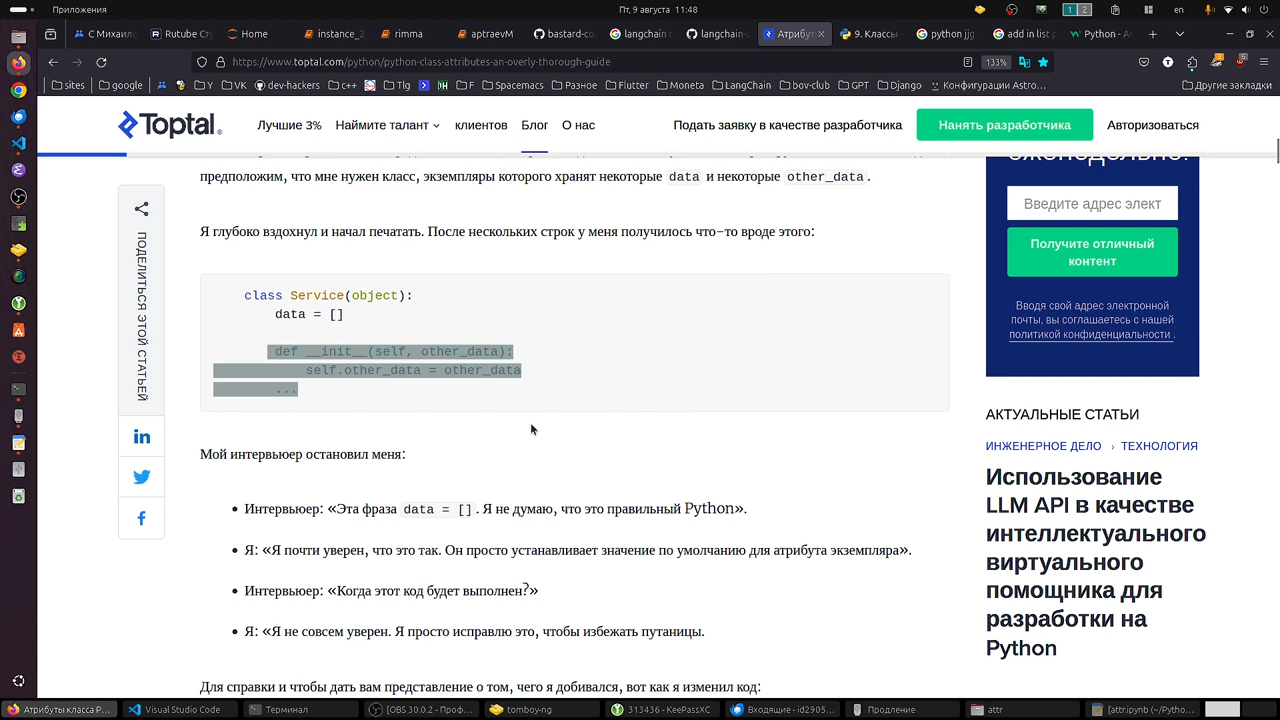 Приложения
Пт, 9 августа 11:48
1 2
en
С Михаило
Rutube Сту
Home
instance_2
rimma
aptraevM
bastard-co
langchain r
langchain-
Атрибут
9. Классы
python jjg
add in list p
Python - A
https://www.toptal.com/python/python-class-attributes-an-overly-thorough-guide
133%
sites
google
Y
VK
dev-hackers
c++
Tlg
F
Spacemacs
Разное
Flutter
Moneta
LangChain
bov-club
GPT
Django
Конфигурации Astro…
Другие закладки
Toptal
Лучшие 3%
Наймите талант
клиентов
Блог
О нас
Подать заявку в качестве разработчика
Нанять разработчика
Авторизоваться
предположим, что мне нужен класс, экземпляры которого хранят некоторые data и некоторые other_data.
Я глубоко вздохнул и начал печатать. После нескольких строк у меня получилось что-то вроде этого:
class Service(object):
data = []
def __init__(self, other_data):
self.other_data = other_data
...
Мой интервьюер остановил меня:
• Интервьюер: «Эта фраза data = []. Я не думаю, что это правильный Python».
• Я: «Я почти уверен, что это так. Он просто устанавливает значение по умолчанию для атрибута экземпляра».
• Интервьюер: «Когда этот код будет выполнен?»
• Я: «Я не совсем уверен. Я просто исправлю это, чтобы избежать путаницы.
Для справки и чтобы дать вам представление о том, чего я добивался, вот как я изменил код:
ПОДЕЛИТЬСЯ ЭТОЙ СТАТЬЕЙ
еженедельно.
Введите адрес элект
Получите отличный
контент
Вводя свой адрес электронной
почты, вы соглашаетесь с нашей
политикой конфиденциальности .
АКТУАЛЬНЫЕ СТАТЬИ
ИНЖЕНЕРНОЕ ДЕЛО › ТЕХНОЛОГИЯ
Использование
LLM API в качестве
интеллектуального
виртуального
помощника для
разработки на
Python
Атрибуты класса P…
Visual Studio Code
Терминал
[OBS 30.0.2 - Проф…
tomboy-ng
313436 - KeePassXC
Входящие - id2905…
Продление
attr
[attr.ipynb (~/Pytho…